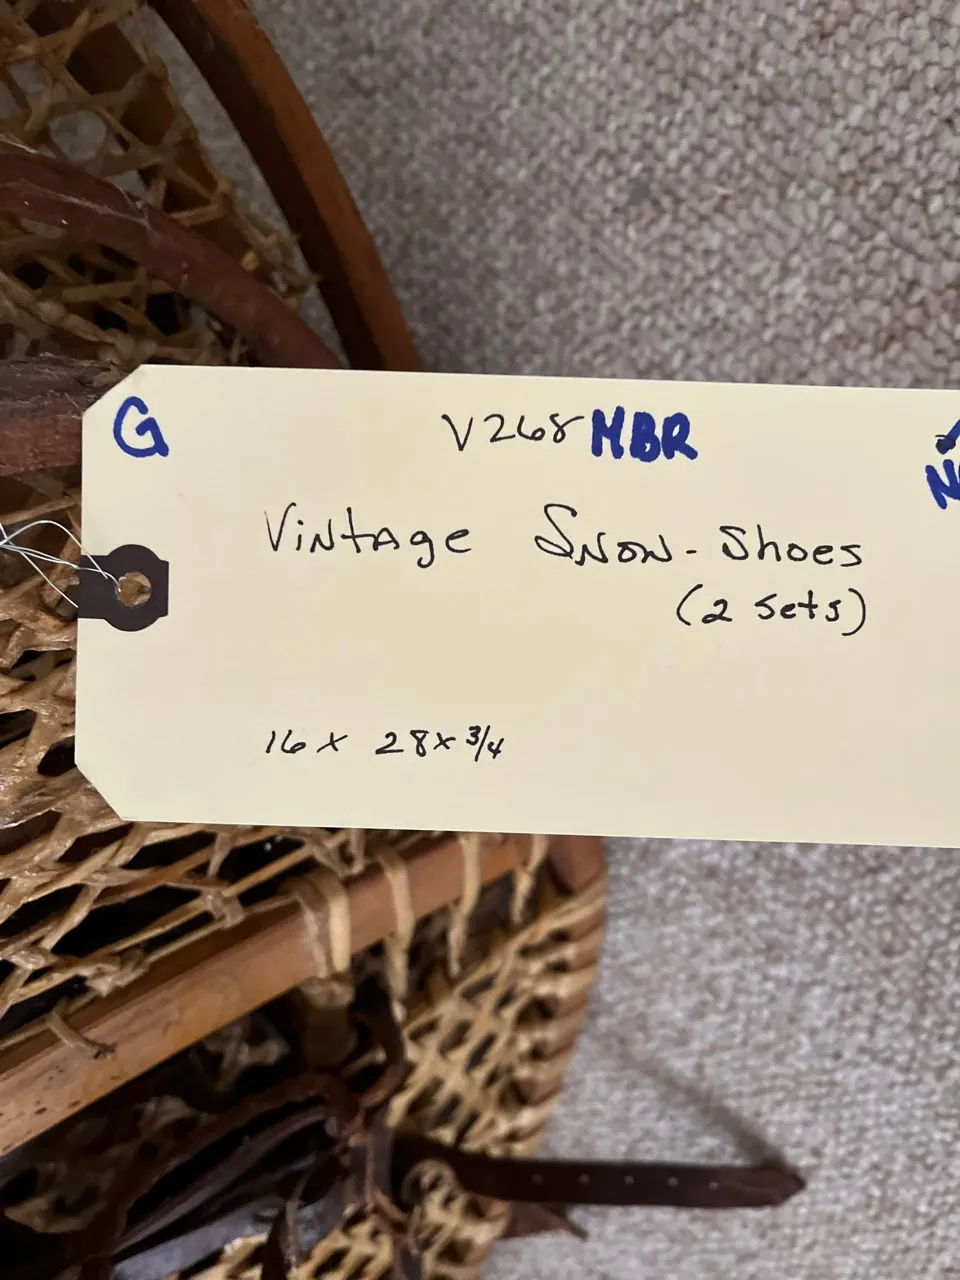 G
V268 MBR
Vintage Snow-Shoes
(2 Sets)
16 x 28 x 3/4